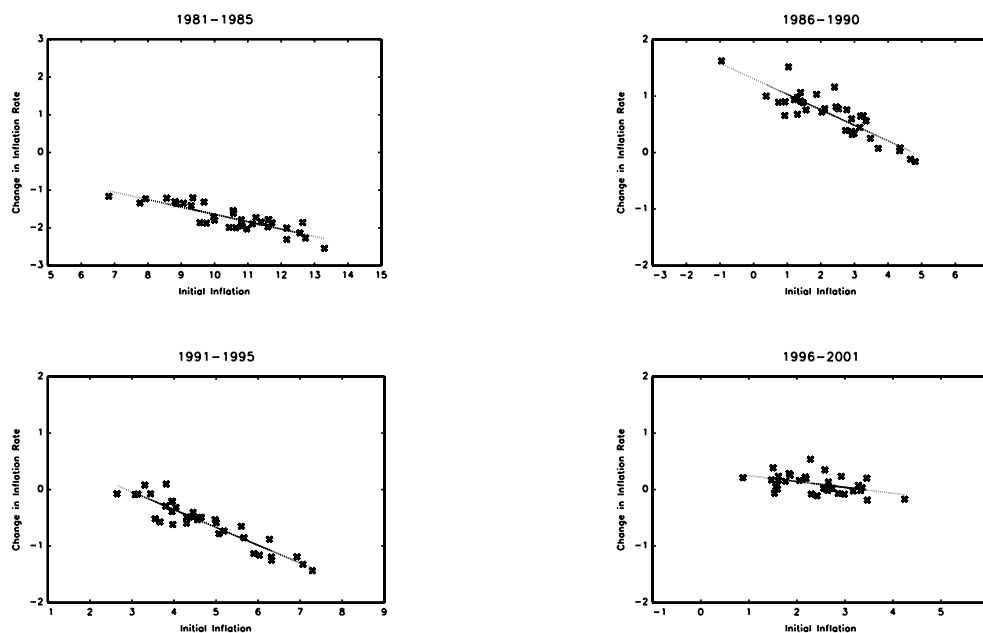 1981-1985
Change in Inflation Rate
3
2
1
0
-1
-2
-3
5 6 7 8 9 10 11 12 13 14 15
Initial Inflation
1986-1990
Change in Inflation Rate
2
1
0
-1
-2
-3 -2 -1 0 1 2 3 4 5 6
Initial Inflation
1991-1995
Change in Inflation Rate
2
1
0
-1
-2
1 2 3 4 5 6 7 8 9
Initial Inflation
1996-2001
Change in Inflation Rate
2
1
0
-1
-2
-1 0 1 2 3 4 5
Initial Inflation